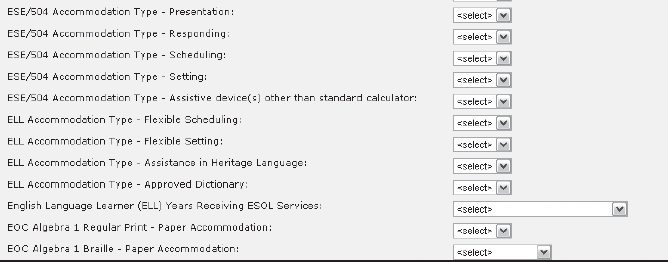 ESE/504 Accommodation Type - Presentation: <select>
ESE/504 Accommodation Type - Responding: <select>
ESE/504 Accommodation Type - Scheduling: <select>
ESE/504 Accommodation Type - Setting: <select>
ESE/504 Accommodation Type - Assistive device(s) other than standard calculator: <select>
ELL Accommodation Type - Flexible Scheduling: <select>
ELL Accommodation Type - Flexible Setting: <select>
ELL Accommodation Type - Assistance in Heritage Language: <select>
ELL Accommodation Type - Approved Dictionary: <select>
English Language Learner (ELL) Years Receiving ESOL Services: <select>
EOC Algebra 1 Regular Print - Paper Accommodation: <select>
EOC Algebra 1 Braille - Paper Accommodation: <select>